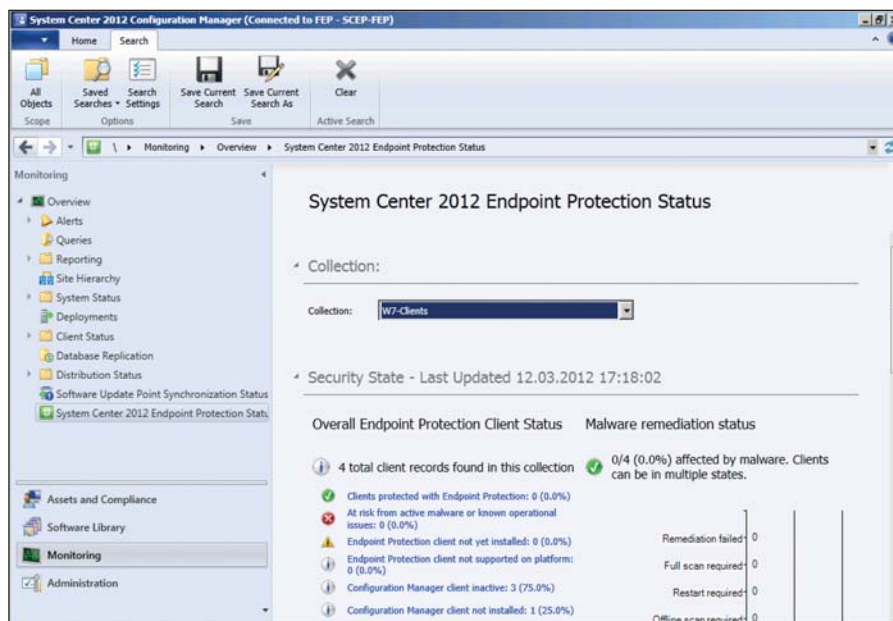 System Center 2012 Configuration Manager (Connected to FEP - SCEP-FEP)
Home
Search
All Objects
Saved Searches
Search Settings
Save Current Search
Save Current Search As
Clear
Scope
Options
Save
Active Search
\ Monitoring Overview System Center 2012 Endpoint Protection Status
Monitoring
Overview
Alerts
Queries
Reporting
Site Hierarchy
System Status
Deployments
Client Status
Database Replication
Distribution Status
Software Update Point Synchronization Status
System Center 2012 Endpoint Protection Statu
Assets and Compliance
Software Library
Monitoring
Administration
System Center 2012 Endpoint Protection Status
Collection:
Collection: W7-Clients
Security State - Last Updated 12.03.2012 17:18:02
Overall Endpoint Protection Client Status
4 total client records found in this collection
Clients protected with Endpoint Protection: 0 (0.0%)
At risk from active malware or known operational
issues: 0 (0.0%)
Endpoint Protection client not yet installed: 0 (0.0%)
Endpoint Protection client not supported on platform:
0 (0.0%)
Configuration Manager client inactive: 3 (75.0%)
Configuration Manager client not installed: 1 (25.0%)
Malware remediation status
0/4 (0.0%) affected by malware. Clients
can be in multiple states.
Remediation failed 0
Full scan required 0
Restart required 0
Offline scan required 0